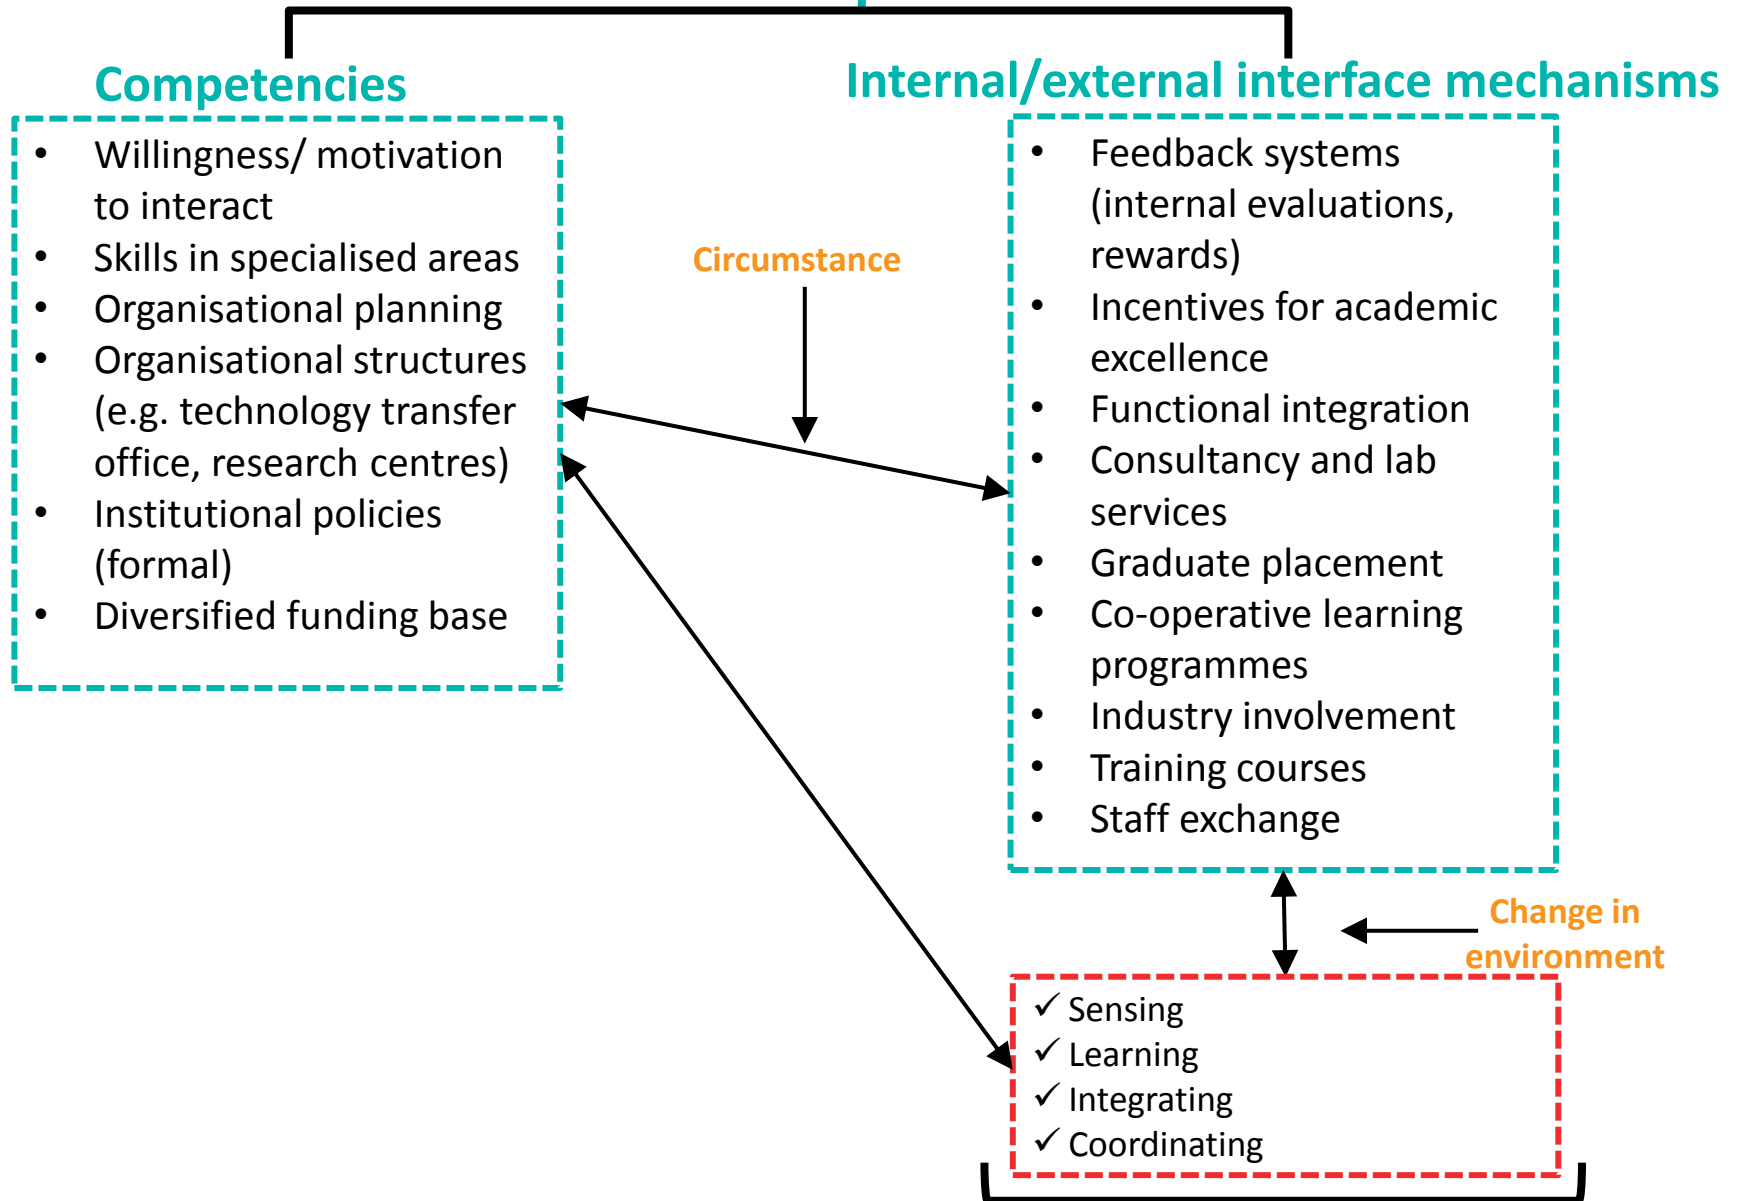 Competencies
• Willingness/ motivation
to interact
• Skills in specialised areas
• Organisational planning
• Organisational structures
(e.g. technology transfer
office, research centres)
• Institutional policies
(formal)
• Diversified funding base
Circumstance
Internal/external interface mechanisms
• Feedback systems
(internal evaluations,
rewards)
• Incentives for academic
excellence
• Functional integration
• Consultancy and lab
services
• Graduate placement
• Co-operative learning
programmes
• Industry involvement
• Training courses
• Staff exchange
Change in
environment
✓ Sensing
✓ Learning
✓ Integrating
✓ Coordinating